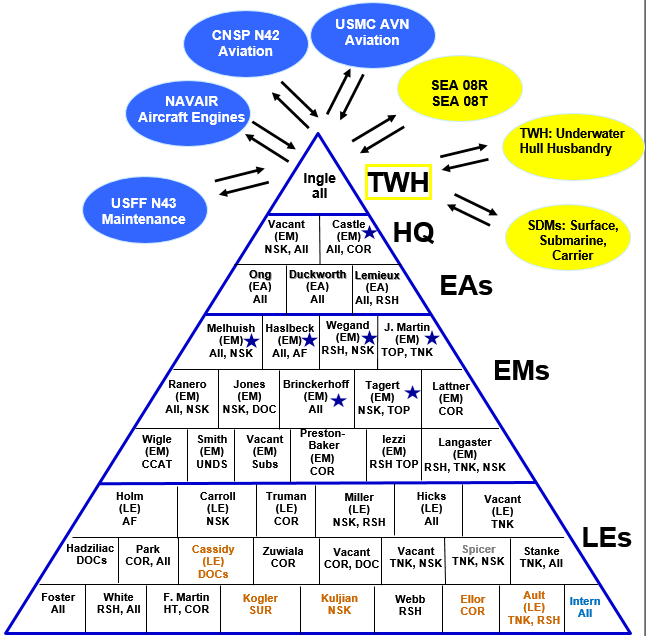 CNSP N42
Aviation
USMC AVN
Aviation
SEA 08R
SEA 08T
NAVAIR
Aircraft Engines
TWH: Underwater
Hull Husbandry
USFF N43
Maintenance
SDMs: Surface,
Submarine,
Carrier
Ingle
all
TWH
HQ
Vacant
(EM)
NSK, All
Castle
(EM)
All, COR
EAs
Ong
(EA)
All
Duckworth
(EA)
All
Lemieux
(EA)
All, RSH
EMs
Melhuish
(EM)
All, NSK
Haslbeck
(EM)
All, AF
Wegand
(EM)
RSH, NSK
J. Martin
(EM)
TOP, TNK
Ranero
(EM)
All, NSK
Jones
(EM)
NSK, DOC
Brinckerhoff
(EM)
All
Tagert
(EM)
NSK, TOP
Lattner
(EM)
COR
Wigle
(EM)
CCAT
Smith
(EM)
UNDS
Vacant
(EM)
Subs
Preston-
Baker
(EM)
COR
Iezzi
(EM)
RSH TOP
Langaster
(EM)
RSH, TNK, NSK
LEs
Holm
(LE)
AF
Carroll
(LE)
NSK
Truman
(LE)
COR
Miller
(LE)
NSK, RSH
Hicks
(LE)
All
Vacant
(LE)
TNK
Hadziliac
DOCs
Park
COR, All
Cassidy
(LE)
DOCs
Zuwiala
COR
Vacant
COR, DOC
Vacant
TNK, NSK
Spicer
TNK, NSK
Stanke
TNK, All
Foster
All
White
RSH, All
F. Martin
HT, COR
Kogler
SUR
Kuljian
NSK
Webb
RSH
Ellor
COR
Ault
(LE)
TNK, RSH
Intern
All